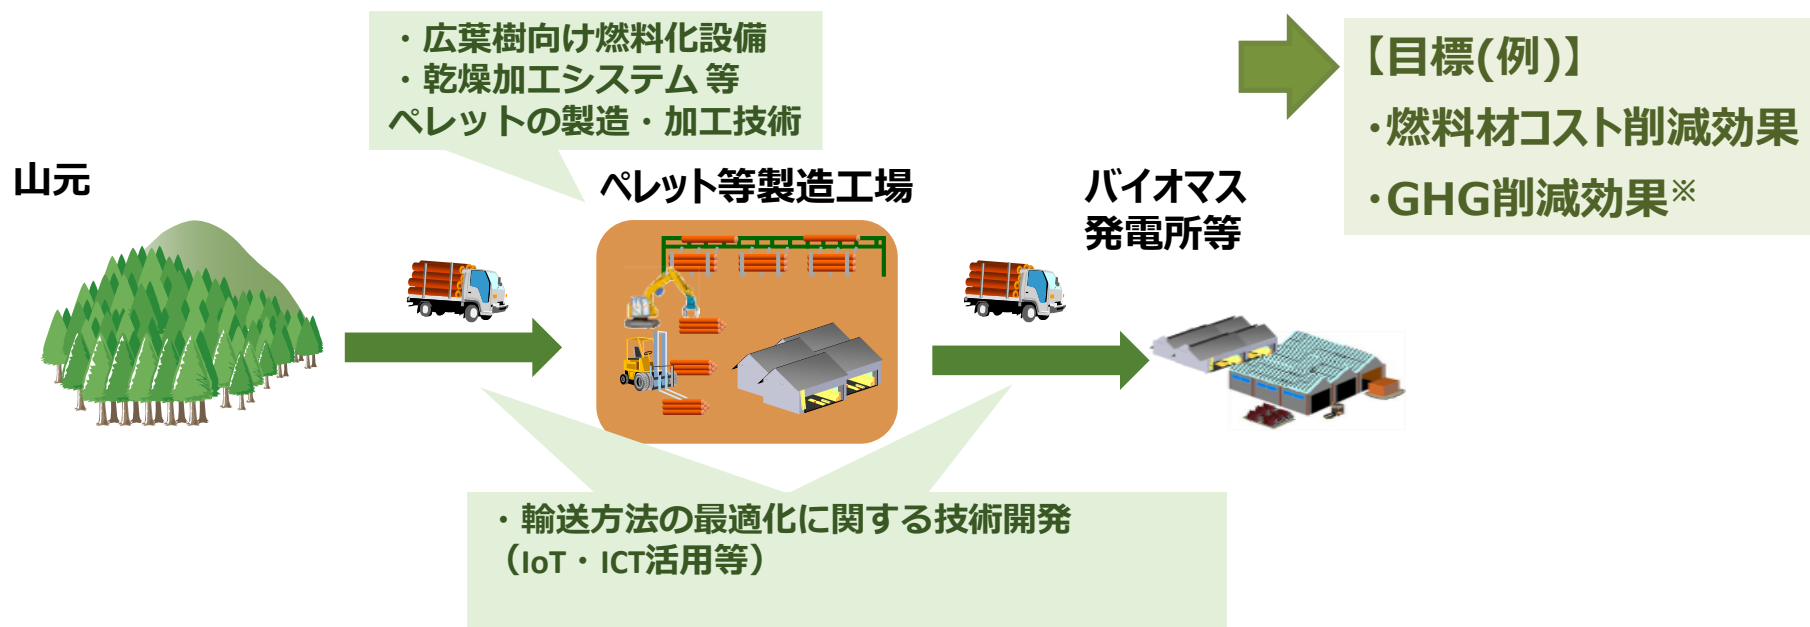 ・広葉樹向け燃料化設備
・乾燥加工システム 等
ペレットの製造・加工技術
【目標(例)】
・燃料材コスト削減効果
・GHG削減効果※
山元
ペレット等製造工場
バイオマス
発電所等
・輸送方法の最適化に関する技術開発
（IoT・ICT活用等）